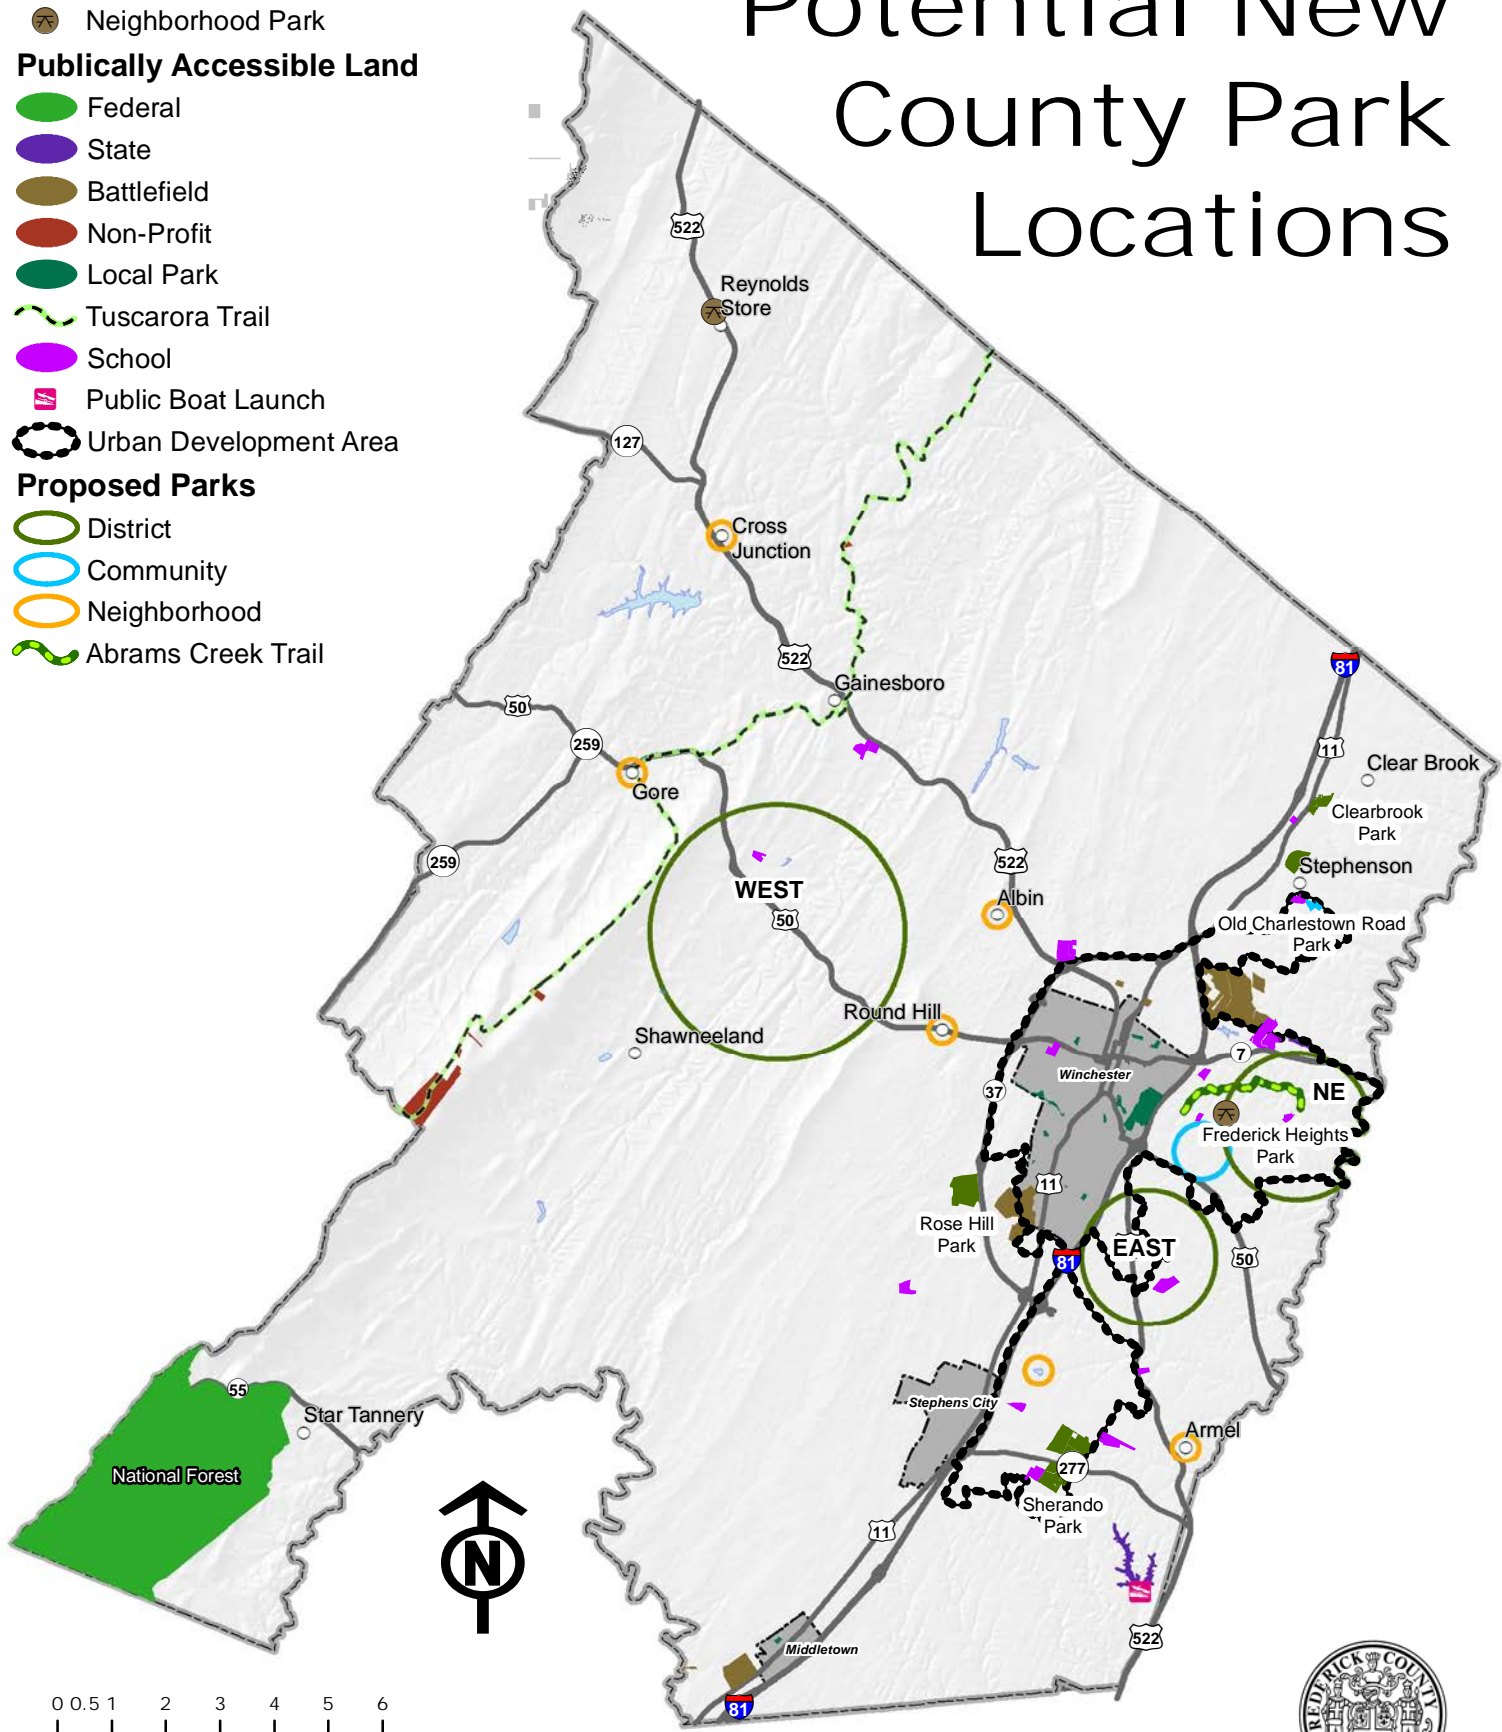 Potential New
County Park
Locations
Neighborhood Park
Publically Accessible Land
Federal
State
Battlefield
Non-Profit
Local Park
Tuscarora Trail
School
Public Boat Launch
Urban Development Area
Proposed Parks
District
Community
Neighborhood
Abrams Creek Trail
522
Reynolds
Store
127
Cross
Junction
522
Gainesboro
81
50
259
11
Clear Brook
Gore
Clearbrook
Park
259
522
Stephenson
WEST
50
Albin
Old Charlestown Road
Park
Round Hill
Shawneeland
7
Winchester
37
NE
Frederick Heights
Park
11
Rose Hill
Park
EAST
81
50
55
Stephens City
Star Tannery
Armel
National Forest
277
Sherando
Park
N
11
522
Middletown
81
0 0.5 1 2 3 4 5 6
FREDERICK COUNTY